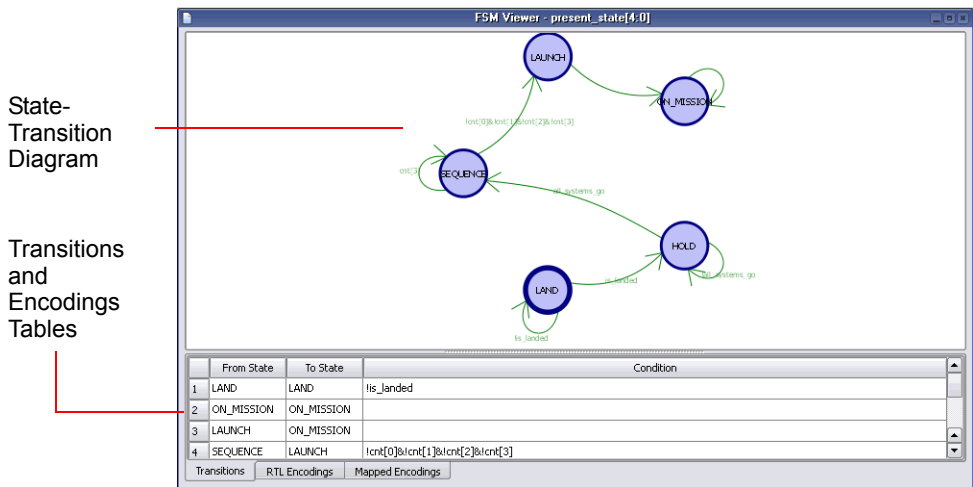 FSM Viewer - present_state[4:0]
State-
Transition
Diagram
LAUNCH
ON_MISSION
!cnt[0]&!cnt[1]&!cnt[2]&!cnt[3]
cnt[3]
SEQUENCE
all_systems_go
HOLD
!all_systems_go
is_landed
LAND
!is_landed
Transitions
and
Encodings
Tables
From State To State Condition
1 LAND LAND !is_landed
2 ON_MISSION ON_MISSION
3 LAUNCH ON_MISSION
4 SEQUENCE LAUNCH !cnt[0]&!cnt[1]&!cnt[2]&!cnt[3]
Transitions RTL Encodings Mapped Encodings